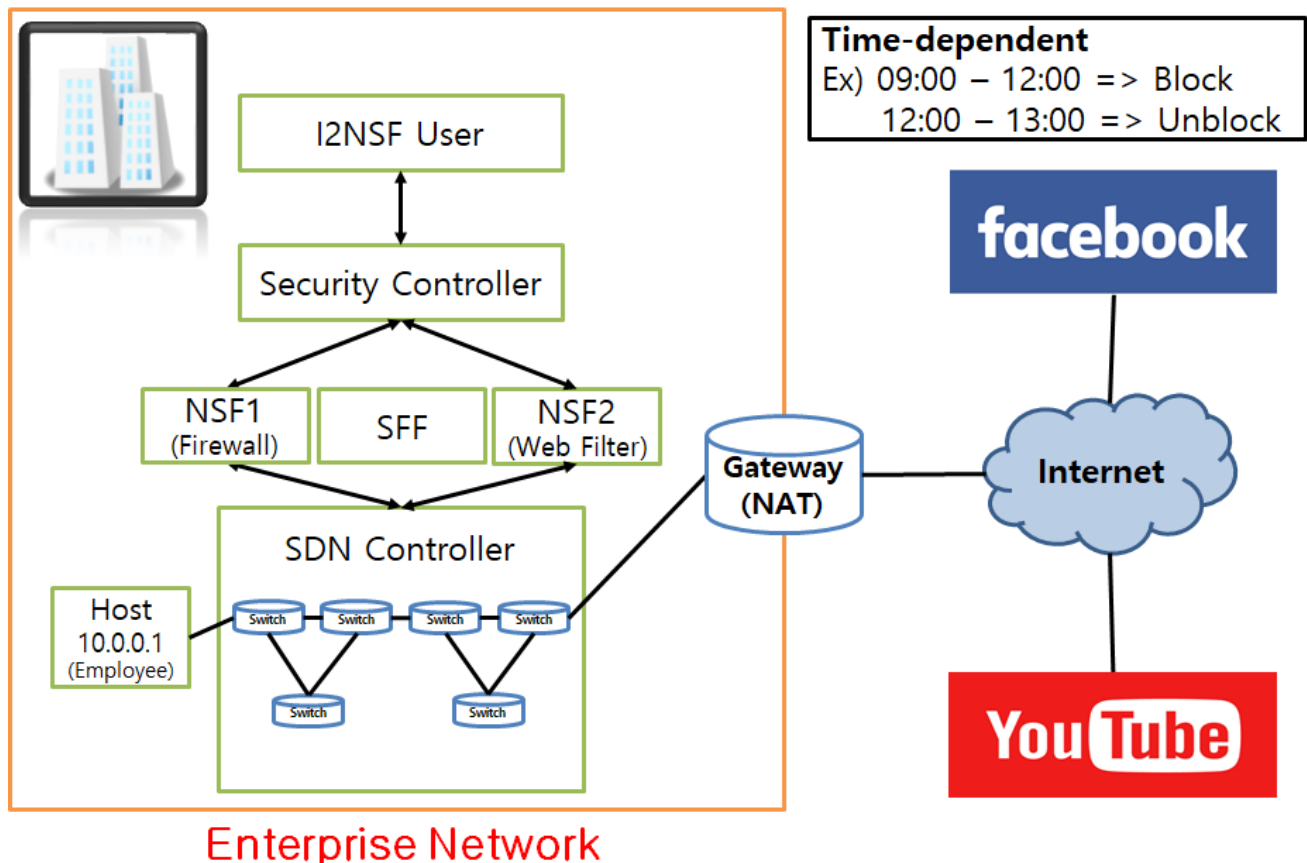 Time-dependent
Ex) 09:00 – 12:00 => Block
12:00 – 13:00 => Unblock
I2NSF User
facebook
Security Controller
NSF1
(Firewall)
SFF
NSF2
(Web Filter)
Gateway
(NAT)
Internet
SDN Controller
Host
10.0.0.1
(Employee)
Switch
Switch
Switch
Switch
Switch
Switch
YouTube
Enterprise Network